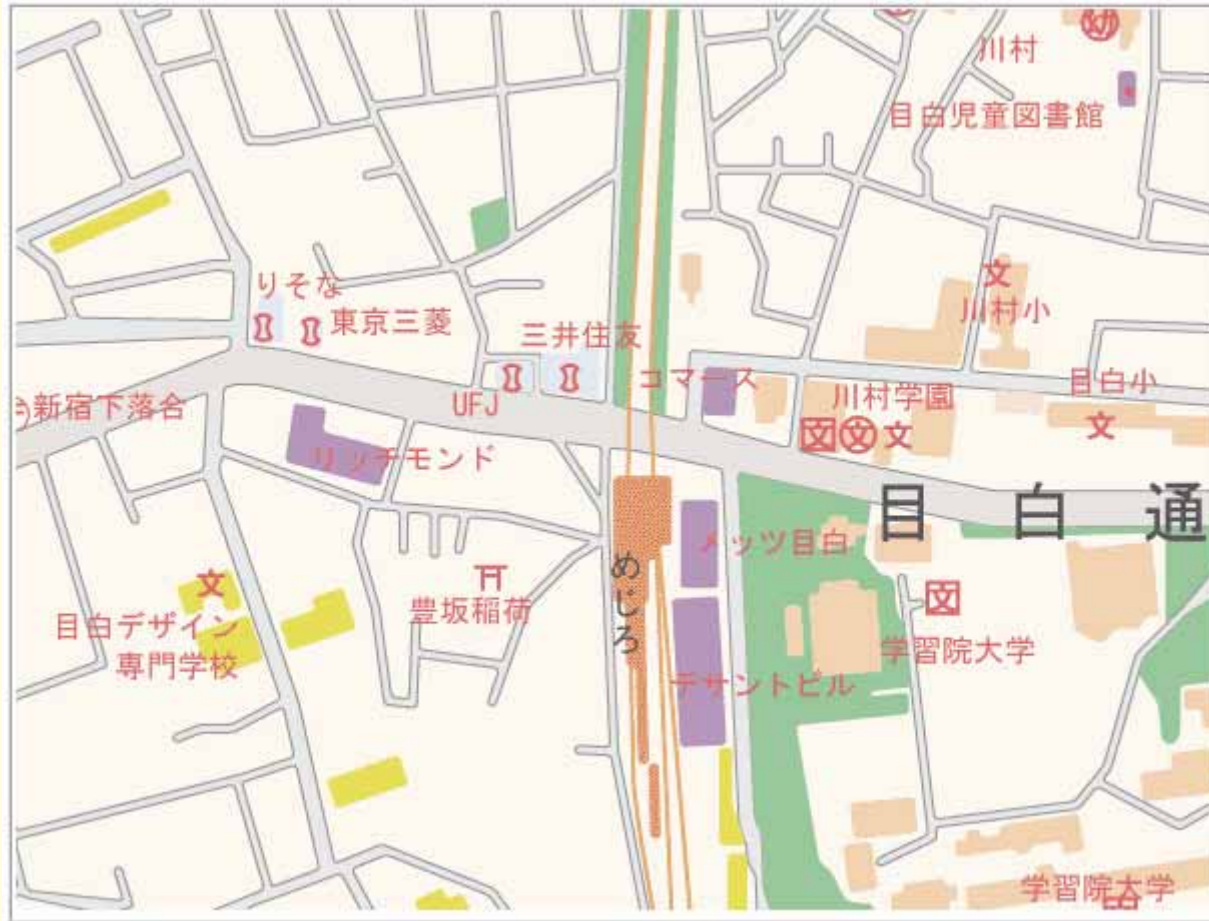 川村
目白児童図書館
りそな
東京三菱
三井住友
川村小
コマース
川村学園
目白小
新宿下落合
UFJ
リッチモンド
目白通
メッツ目白
めじろ
豊坂稲荷
目白デザイン
専門学校
学習院大学
デサントビル
学習院大学